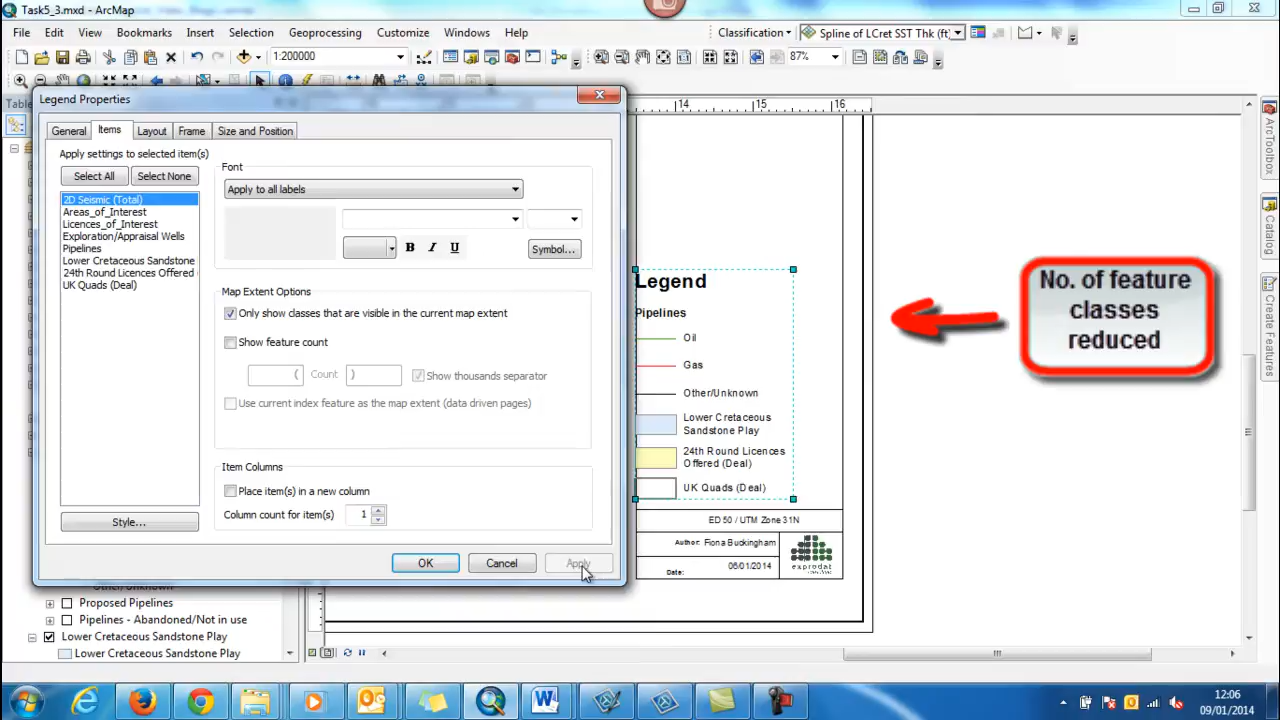 Task5_3.mxd - ArcMap
File Edit View Bookmarks Insert Selection Geoprocessing Customize Windows Help
Classification Spline of LCret SST Thk (ft)
1:200000
87%
Legend Properties
General Items Layout Frame Size and Position
Apply settings to selected item(s)
Select All Select None
2D Seismic (Total)
Areas_of_Interest
Licences_of_Interest
Exploration/Appraisal Wells
Pipelines
Lower Cretaceous Sandstone
24th Round Licences Offered (
UK Quads (Deal)
Style...
Font
Apply to all labels
B I U
Symbol...
Map Extent Options
Only show classes that are visible in the current map extent
Show feature count
( Count )
Show thousands separator
Use current index feature as the map extent (data driven pages)
Item Columns
Place item(s) in a new column
Column count for item(s) 1
OK Cancel Apply
14 15 16
Legend
Pipelines
Oil
Gas
Other/Unknown
Lower Cretaceous
Sandstone Play
24th Round Licences
Offered (Deal)
UK Quads (Deal)
ED 50 / UTM Zone 31N
Author: Fiona Buckingham
Date: 06/01/2014
exprodat
No. of feature
classes
reduced
ArcToolbox
Catalog
Create Features
Other/Unknown
Proposed Pipelines
Pipelines - Abandoned/Not in use
Lower Cretaceous Sandstone Play
Lower Cretaceous Sandstone Play
12:06
09/01/2014